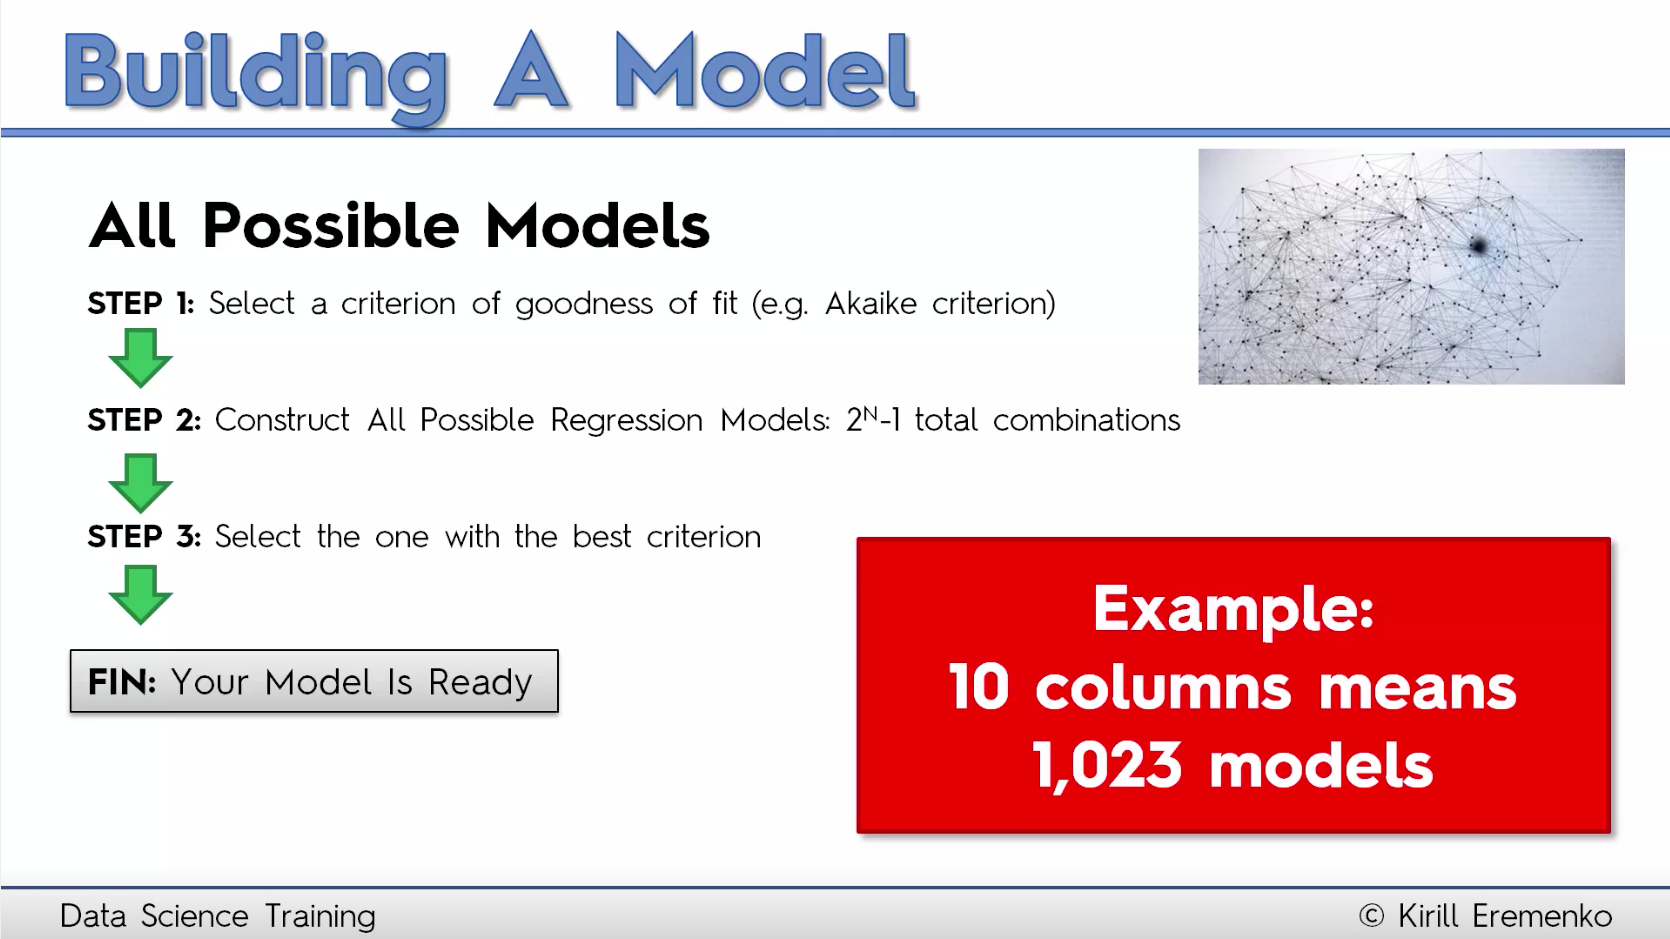 Building A Model
All Possible Models
STEP 1: Select a criterion of goodness of fit (e.g. Akaike criterion)
STEP 2: Construct All Possible Regression Models: 2ᴺ-1 total combinations
STEP 3: Select the one with the best criterion
FIN: Your Model Is Ready
Example:
10 columns means
1,023 models
Data Science Training
© Kirill Eremenko